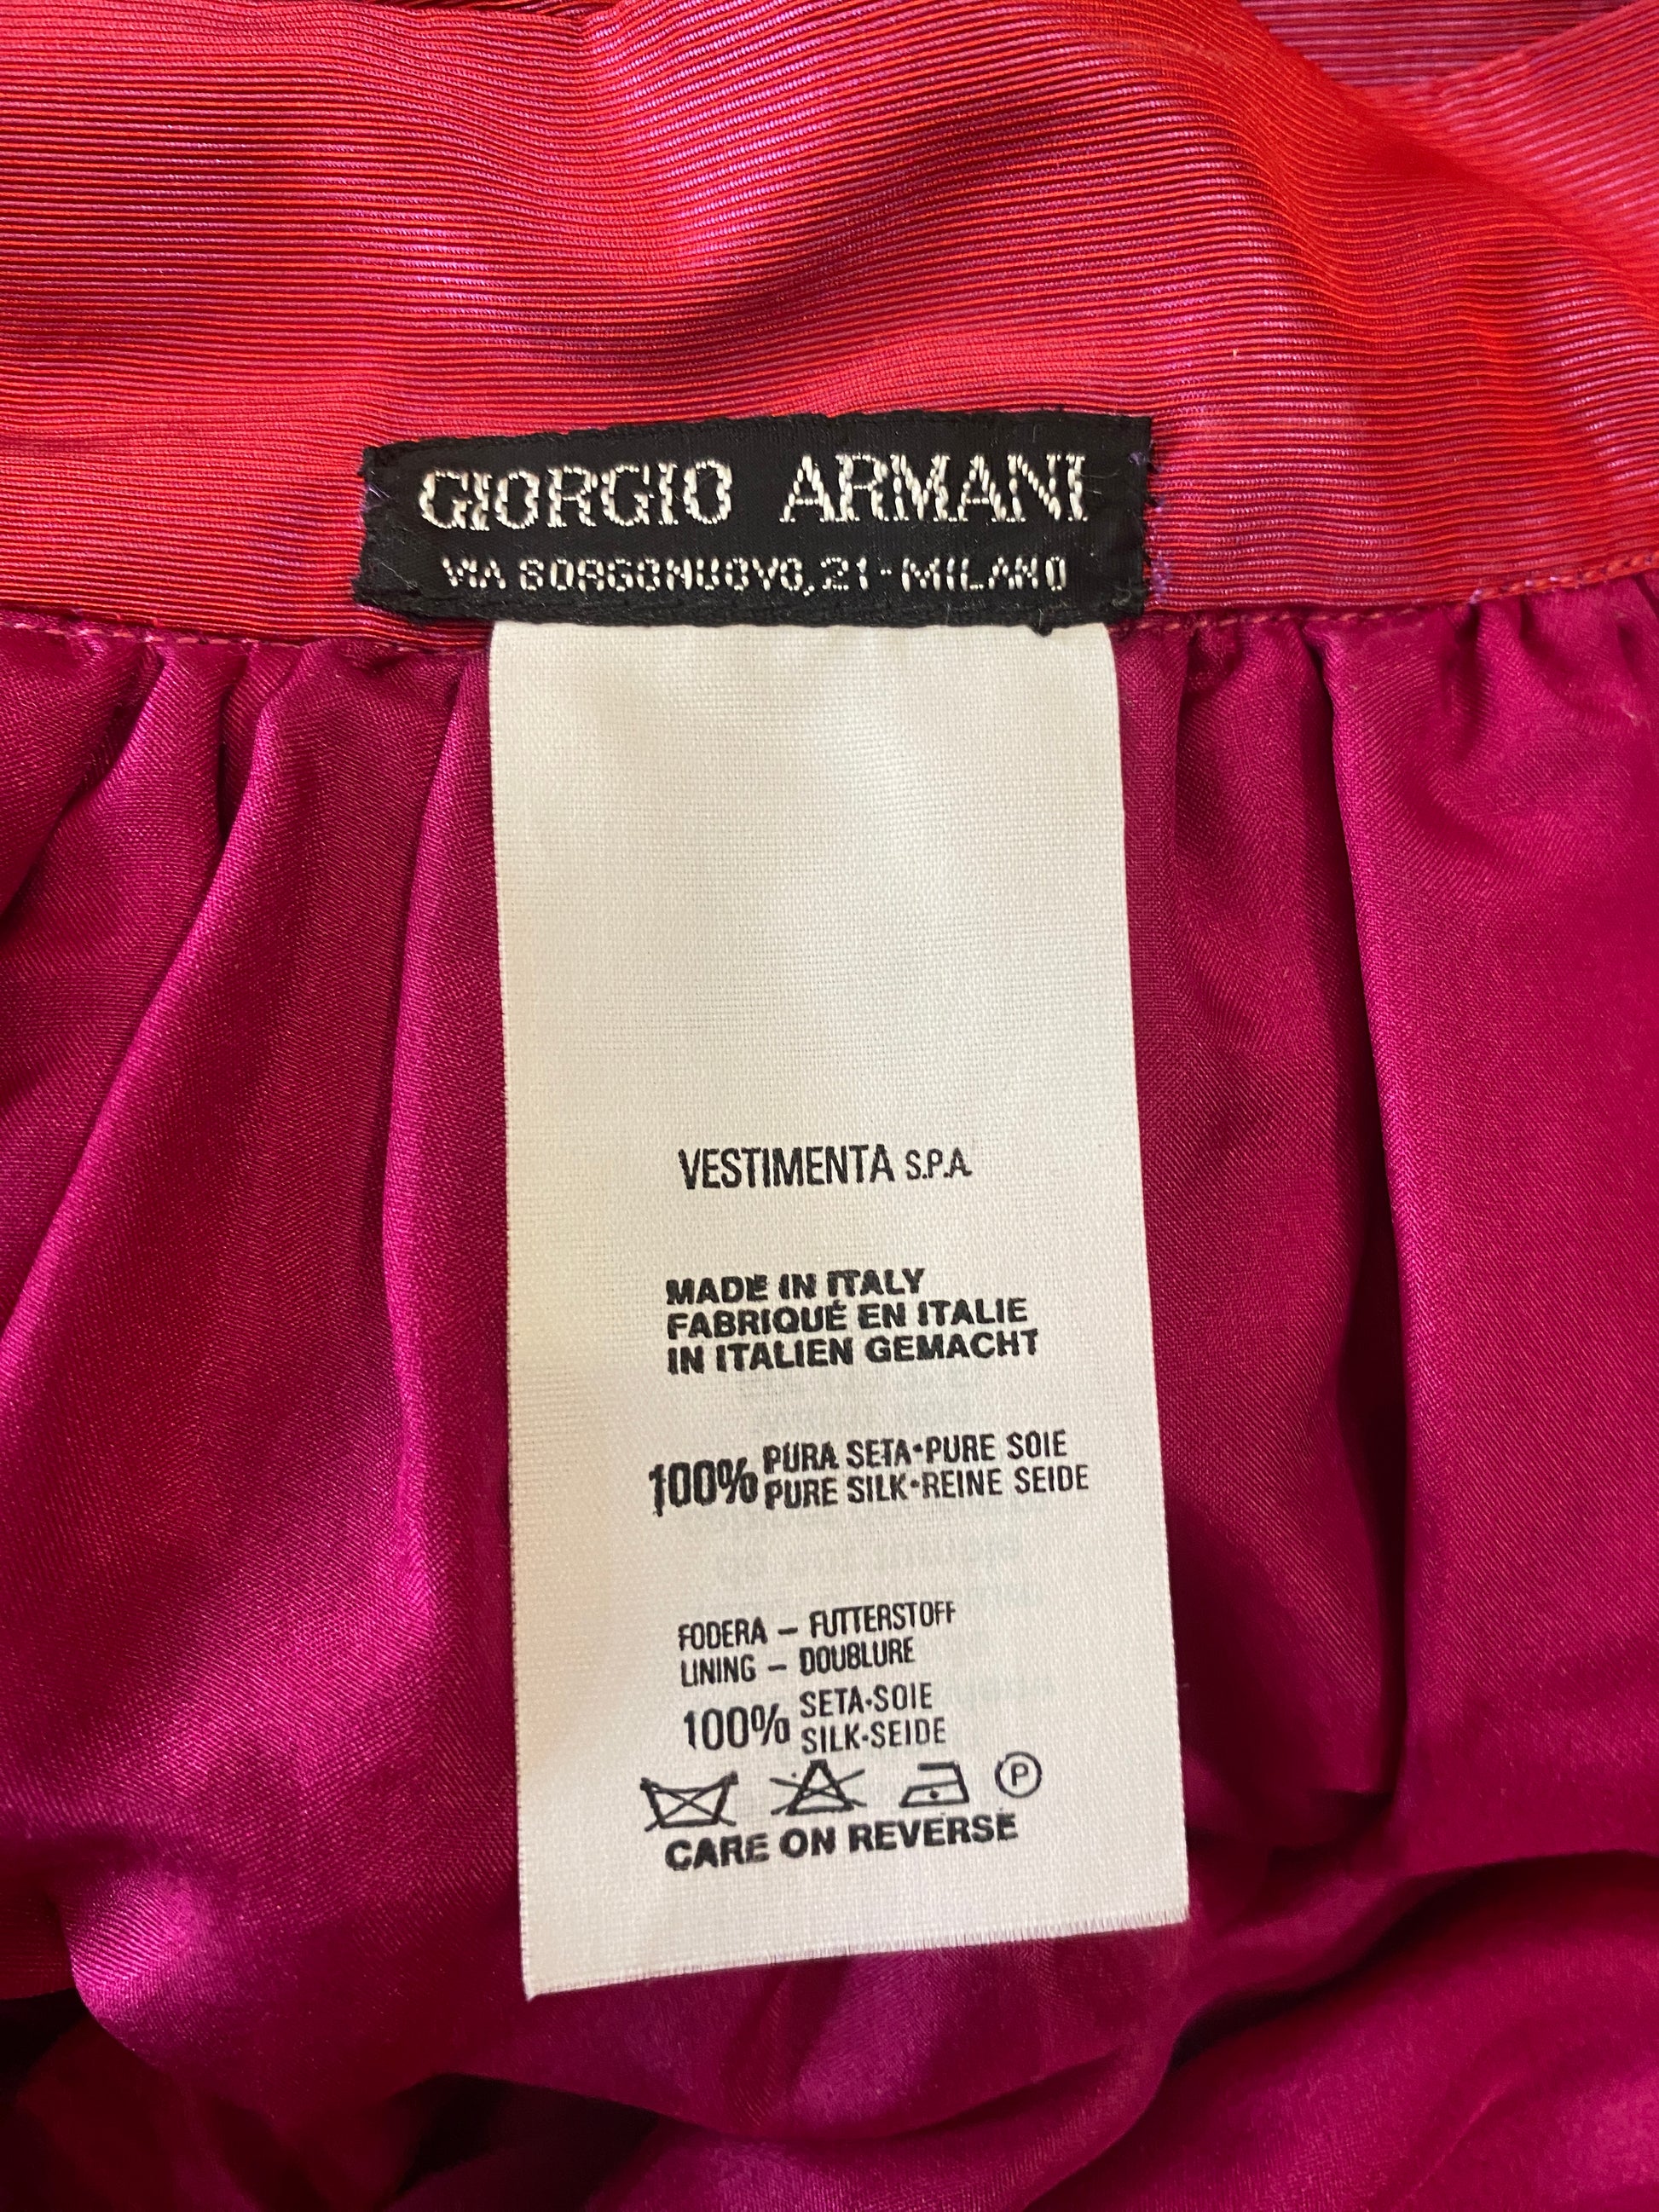 GIORGIO ARMANI
VIA BORGONUOVO, 21 - MILANO
VESTIMENTA S.P.A.
MADE IN ITALY
FABRIQUÉ EN ITALIE
IN ITALIEN GEMACHT
100% PURA SETA•PURE SOIE
PURE SILK•REINE SEIDE
FODERA – FUTTERSTOFF
LINING – DOUBLURE
100% SETA-SOIE
SILK-SEIDE
P
CARE ON REVERSE